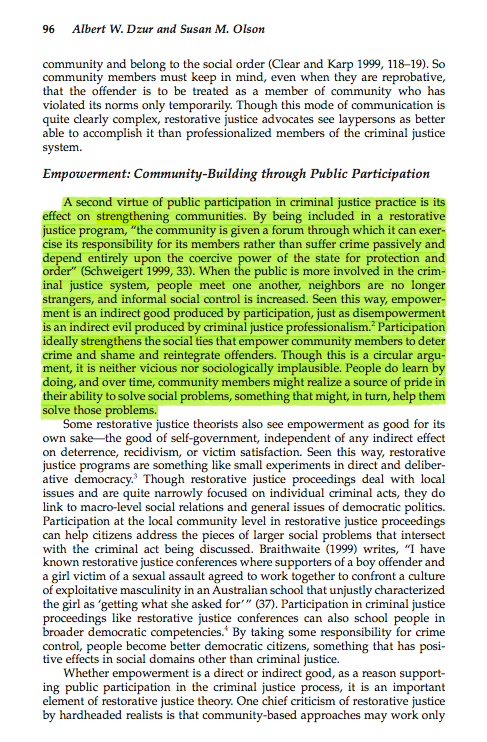 96 Albert W. Dzur and Susan M. Olson
community and belong to the social order (Clear and Karp 1999, 118–19). So
community members must keep in mind, even when they are reprobative,
that the offender is to be treated as a member of community who has
violated its norms only temporarily. Though this mode of communication is
quite clearly complex, restorative justice advocates see laypersons as better
able to accomplish it than professionalized members of the criminal justice
system.
Empowerment: Community-Building through Public Participation
A second virtue of public participation in criminal justice practice is its
effect on strengthening communities. By being included in a restorative
justice program, “the community is given a forum through which it can exer-
cise its responsibility for its members rather than suffer crime passively and
depend entirely upon the coercive power of the state for protection and
order” (Schweigert 1999, 33). When the public is more involved in the crim-
inal justice system, people meet one another, neighbors are no longer
strangers, and informal social control is increased. Seen this way, empower-
ment is an indirect good produced by participation, just as disempowerment
is an indirect evil produced by criminal justice professionalism.2 Participation
ideally strengthens the social ties that empower community members to deter
crime and shame and reintegrate offenders. Though this is a circular argu-
ment, it is neither vicious nor sociologically implausible. People do learn by
doing, and over time, community members might realize a source of pride in
their ability to solve social problems, something that might, in turn, help them
solve those problems.
Some restorative justice theorists also see empowerment as good for its
own sake—the good of self-government, independent of any indirect effect
on deterrence, recidivism, or victim satisfaction. Seen this way, restorative
justice programs are something like small experiments in direct and deliber-
ative democracy.3 Though restorative justice proceedings deal with local
issues and are quite narrowly focused on individual criminal acts, they do
link to macro-level social relations and general issues of democratic politics.
Participation at the local community level in restorative justice proceedings
can help citizens address the pieces of larger social problems that intersect
with the criminal act being discussed. Braithwaite (1999) writes, “I have
known restorative justice conferences where supporters of a boy offender and
a girl victim of a sexual assault agreed to work together to confront a culture
of exploitative masculinity in an Australian school that unjustly characterized
the girl as ‘getting what she asked for’” (37). Participation in criminal justice
proceedings like restorative justice conferences can also school people in
broader democratic competencies.4 By taking some responsibility for crime
control, people become better democratic citizens, something that has posi-
tive effects in social domains other than criminal justice.
Whether empowerment is a direct or indirect good, as a reason support-
ing public participation in the criminal justice process, it is an important
element of restorative justice theory. One chief criticism of restorative justice
by hardheaded realists is that community-based approaches may work only